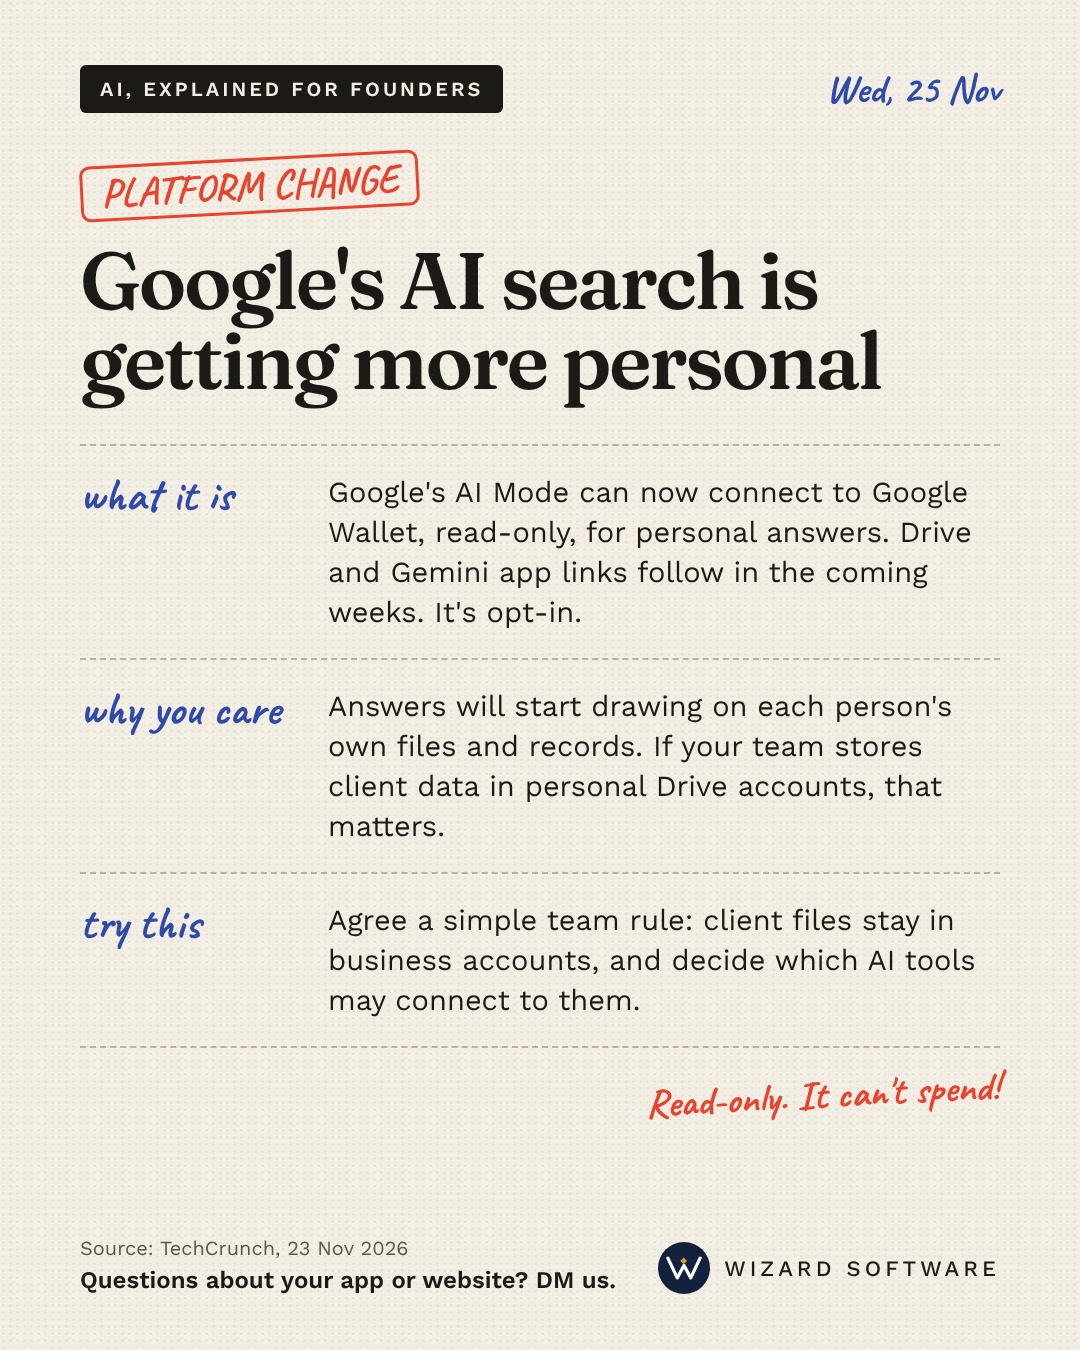 AI, EXPLAINED FOR FOUNDERS
Wed, 25 Nov
PLATFORM CHANGE
Google's AI search is
getting more personal
what it is
Google's AI Mode can now connect to Google
Wallet, read-only, for personal answers. Drive
and Gemini app links follow in the coming
weeks. It's opt-in.
why you care
Answers will start drawing on each person's
own files and records. If your team stores
client data in personal Drive accounts, that
matters.
try this
Agree a simple team rule: client files stay in
business accounts, and decide which AI tools
may connect to them.
Read-only. It can't spend!
Source: TechCrunch, 23 Nov 2026
Questions about your app or website? DM us.
W WIZARD SOFTWARE